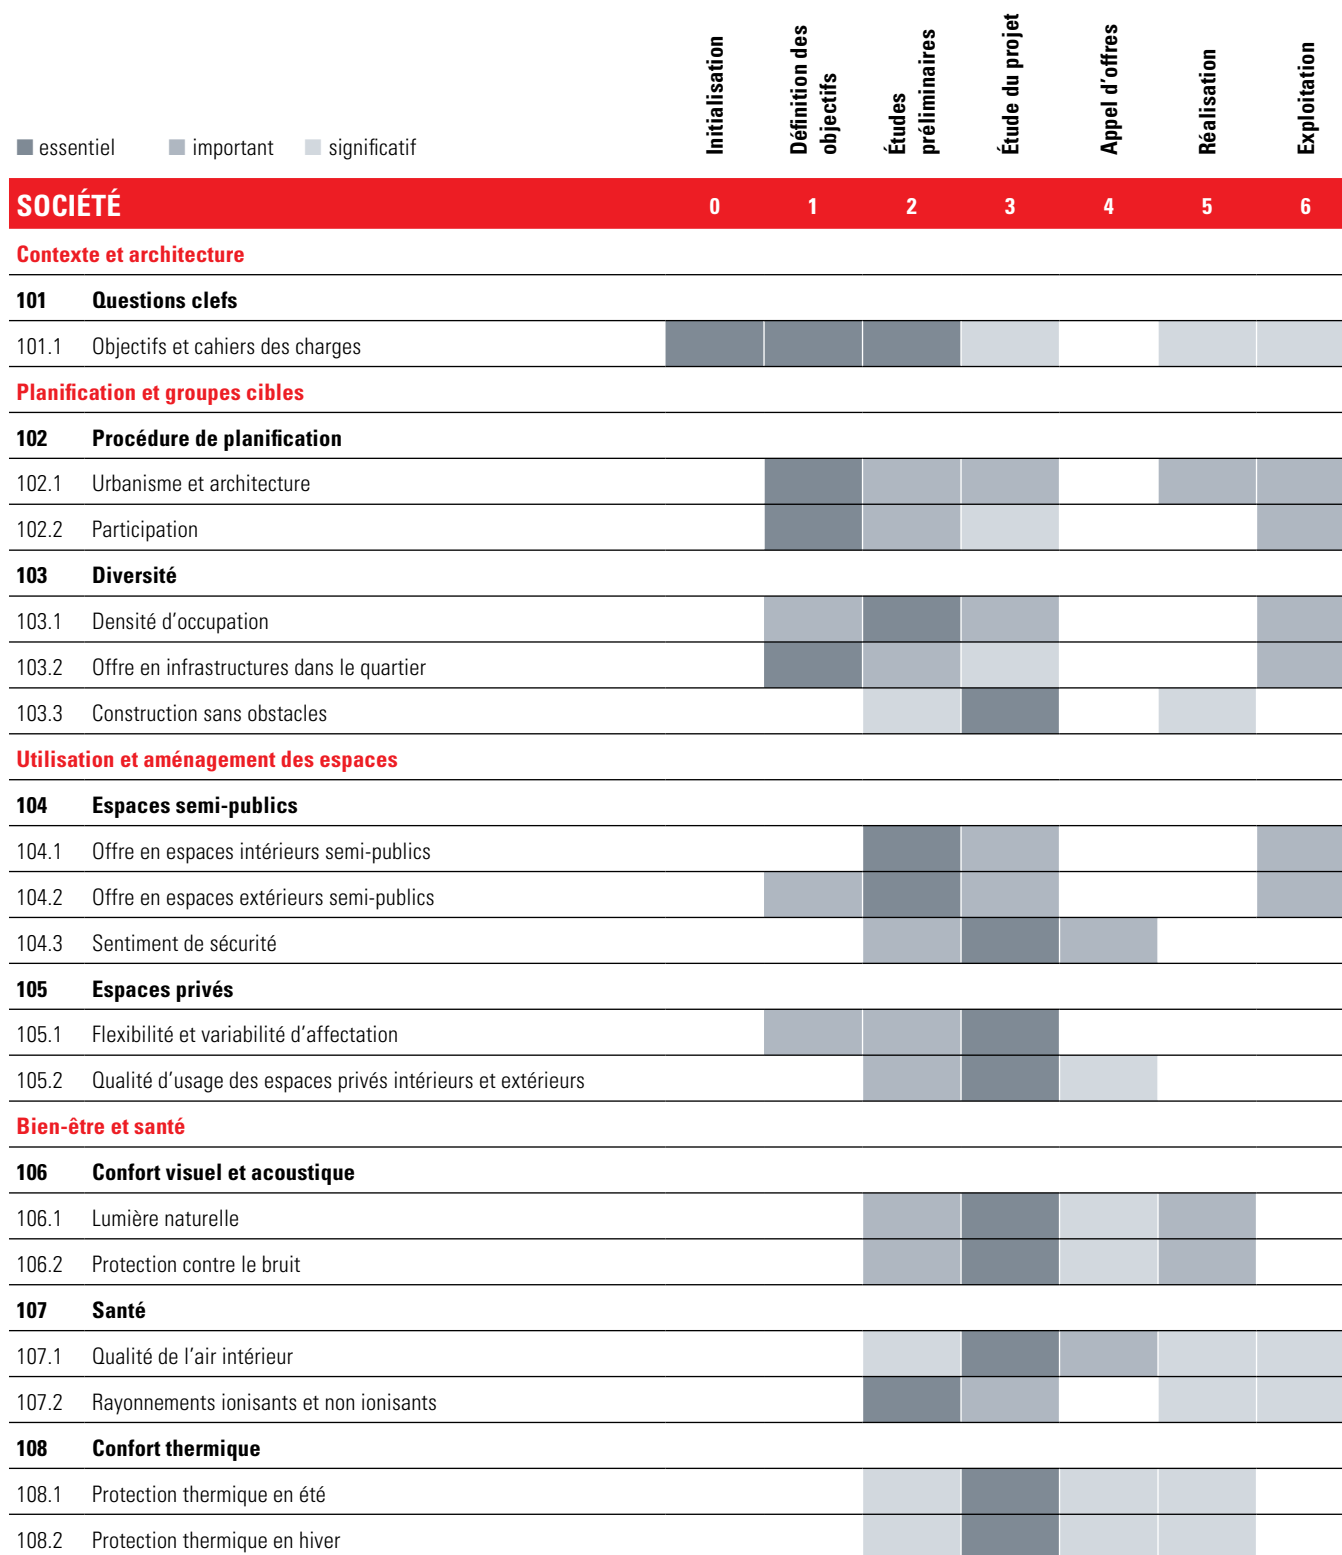 Initialisation
Définition des
objectifs
Études
préliminaires
Étude du projet
Appel d'offres
Réalisation
Exploitation
essentiel important significatif
SOCIÉTÉ 0 1 2 3 4 5 6
Contexte et architecture
101 Questions clefs
101.1 Objectifs et cahiers des charges
Planification et groupes cibles
102 Procédure de planification
102.1 Urbanisme et architecture
102.2 Participation
103 Diversité
103.1 Densité d'occupation
103.2 Offre en infrastructures dans le quartier
103.3 Construction sans obstacles
Utilisation et aménagement des espaces
104 Espaces semi-publics
104.1 Offre en espaces intérieurs semi-publics
104.2 Offre en espaces extérieurs semi-publics
104.3 Sentiment de sécurité
105 Espaces privés
105.1 Flexibilité et variabilité d'affectation
105.2 Qualité d'usage des espaces privés intérieurs et extérieurs
Bien-être et santé
106 Confort visuel et acoustique
106.1 Lumière naturelle
106.2 Protection contre le bruit
107 Santé
107.1 Qualité de l'air intérieur
107.2 Rayonnements ionisants et non ionisants
108 Confort thermique
108.1 Protection thermique en été
108.2 Protection thermique en hiver